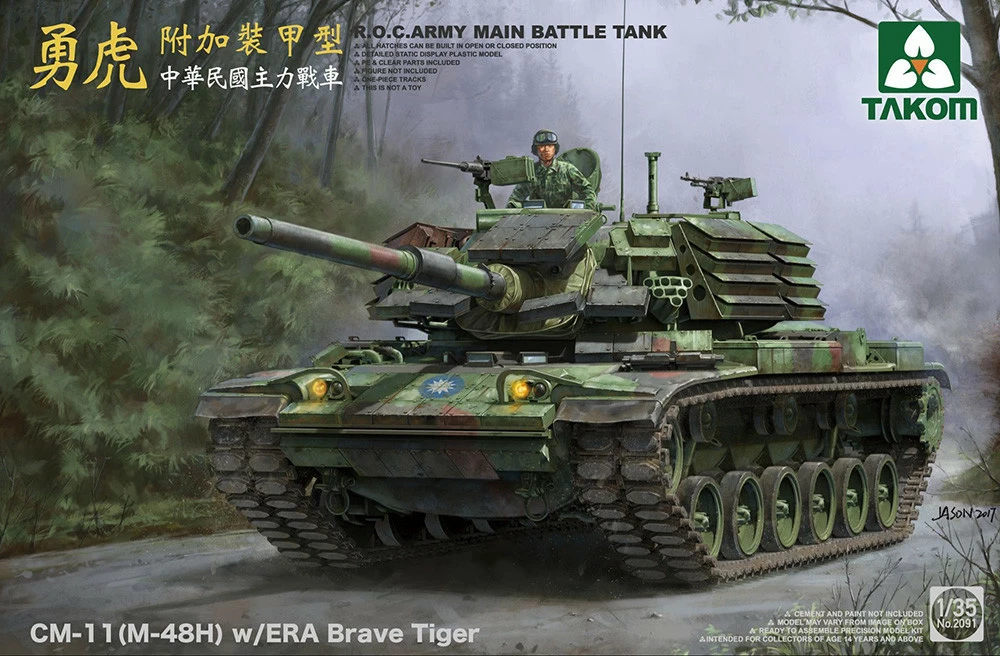 勇虎 附加裝甲型
中華民國主力戰車
R.O.C.ARMY MAIN BATTLE TANK
ALL HATCHES CAN BE BUILT IN OPEN OR CLOSED POSITION
DETAILED STATIC DISPLAY PLASTIC MODEL
PE & CLEAR PARTS INCLUDED
FIGURE NOT INCLUDED
ONE-PIECE TRACKS
THIS IS NOT A TOY
TAKOM
JASON 2017
CM-11(M-48H) w/ERA Brave Tiger
CEMENT AND PAINT NOT INCLUDED
MODEL MAY VARY FROM IMAGE ON BOX
READY TO ASSEMBLE PRECISION MODEL KIT
INTENDED FOR COLLECTORS OF AGE 14 YEARS AND ABOVE
1/35
No.2091